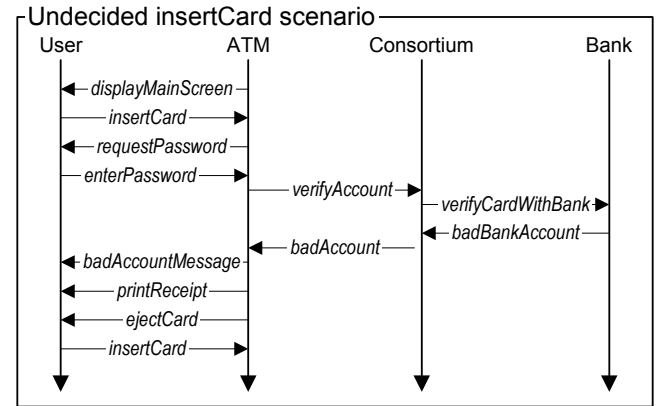 Undecided insertCard scenario
User ATM Consortium Bank
displayMainScreen
insertCard
requestPassword
enterPassword
verifyAccount
verifyCardWithBank
badBankAccount
badAccount
badAccountMessage
printReceipt
ejectCard
insertCard